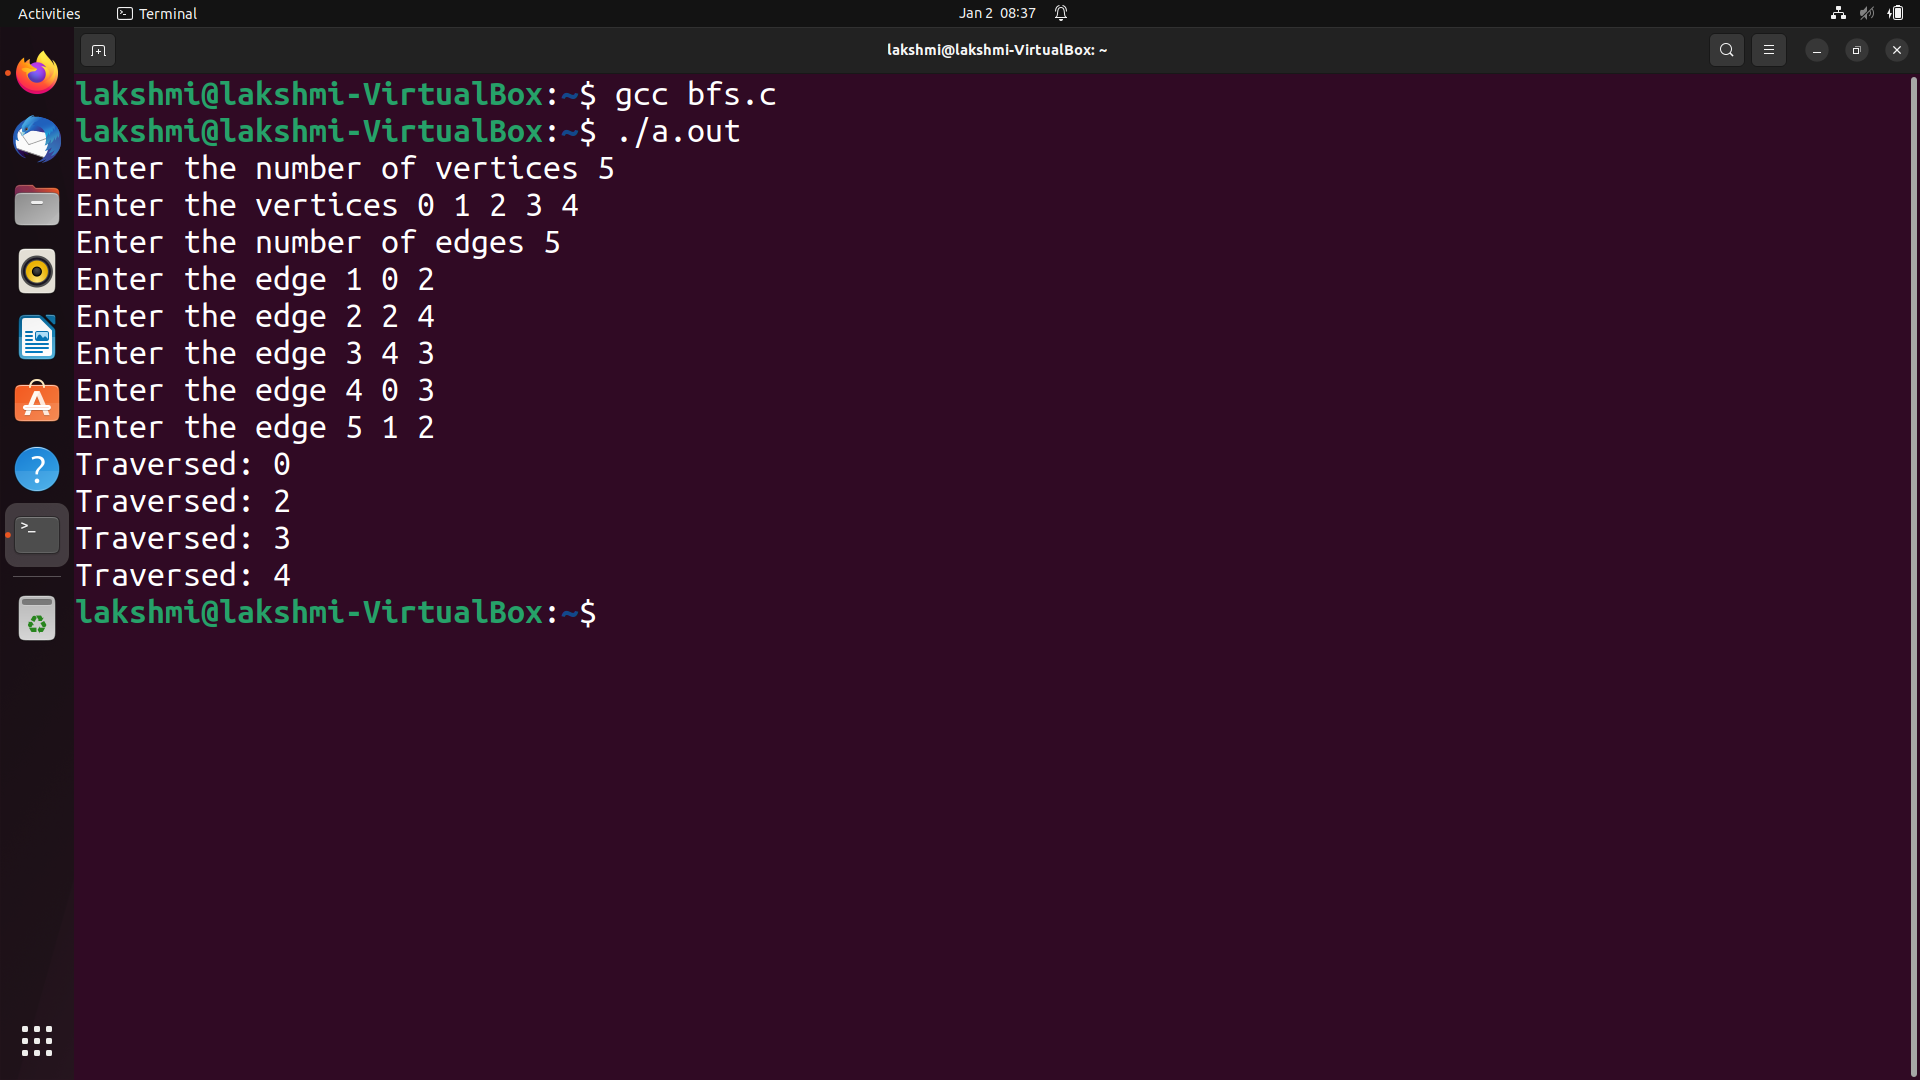 Activities Terminal Jan 2 08:37
lakshmi@lakshmi-VirtualBox: ~
lakshmi@lakshmi-VirtualBox:~$ gcc bfs.c
lakshmi@lakshmi-VirtualBox:~$ ./a.out
Enter the number of vertices 5
Enter the vertices 0 1 2 3 4
Enter the number of edges 5
Enter the edge 1 0 2
Enter the edge 2 2 4
Enter the edge 3 4 3
Enter the edge 4 0 3
Enter the edge 5 1 2
Traversed: 0
Traversed: 2
Traversed: 3
Traversed: 4
lakshmi@lakshmi-VirtualBox:~$